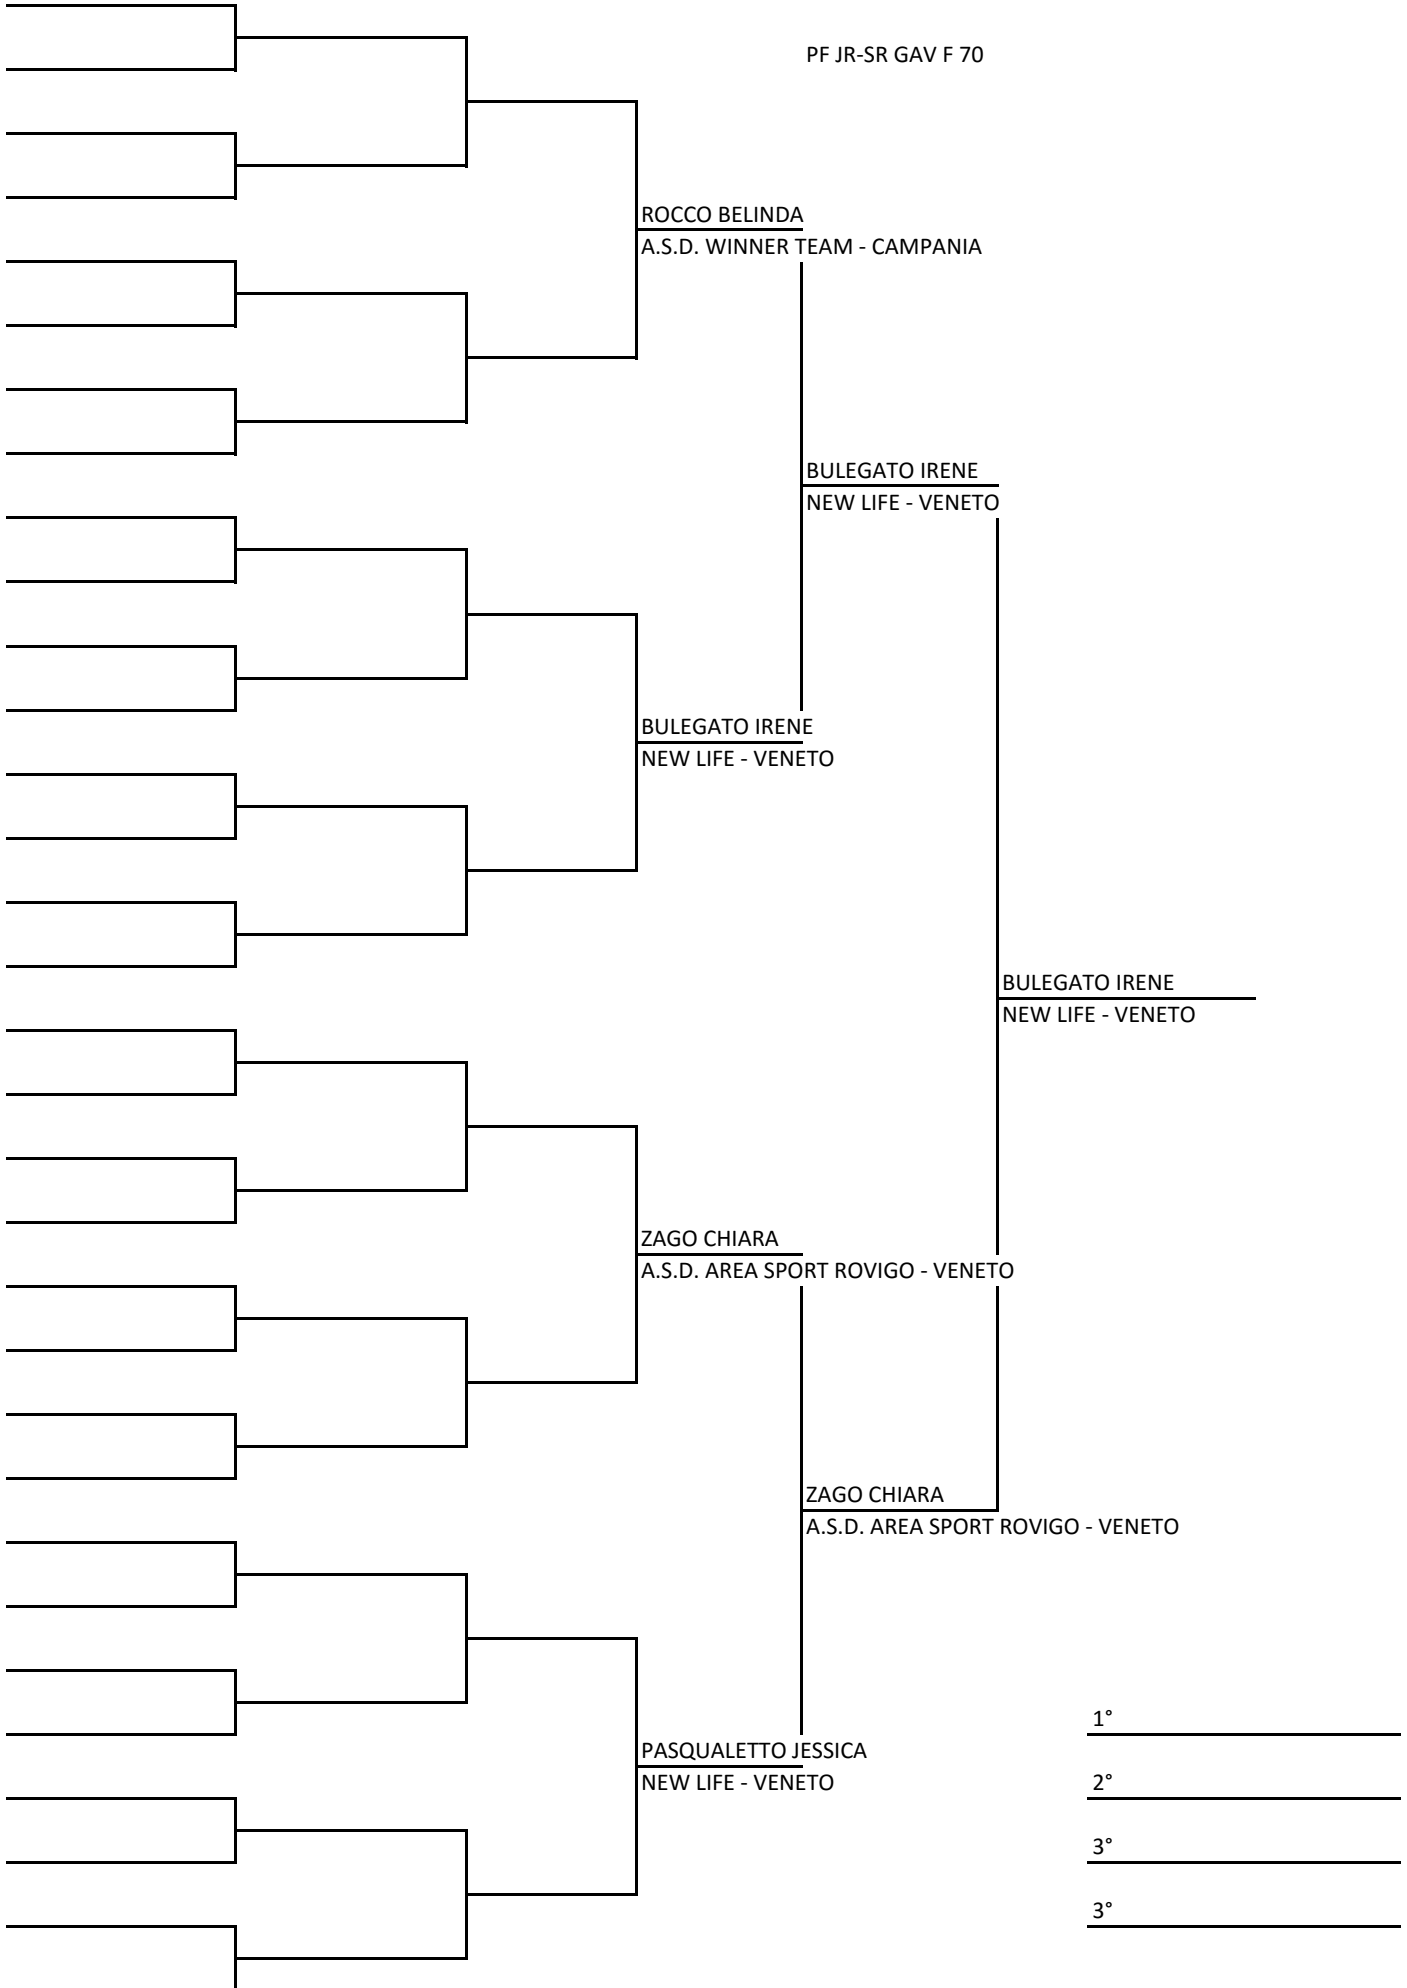 PF JR-SR GAV F 70
ROCCO BELINDA
A.S.D. WINNER TEAM - CAMPANIA
BULEGATO IRENE
NEW LIFE - VENETO
BULEGATO IRENE
NEW LIFE - VENETO
BULEGATO IRENE
NEW LIFE - VENETO
ZAGO CHIARA
A.S.D. AREA SPORT ROVIGO - VENETO
ZAGO CHIARA
A.S.D. AREA SPORT ROVIGO - VENETO
1°
PASQUALETTO JESSICA
NEW LIFE - VENETO
2°
3°
3°